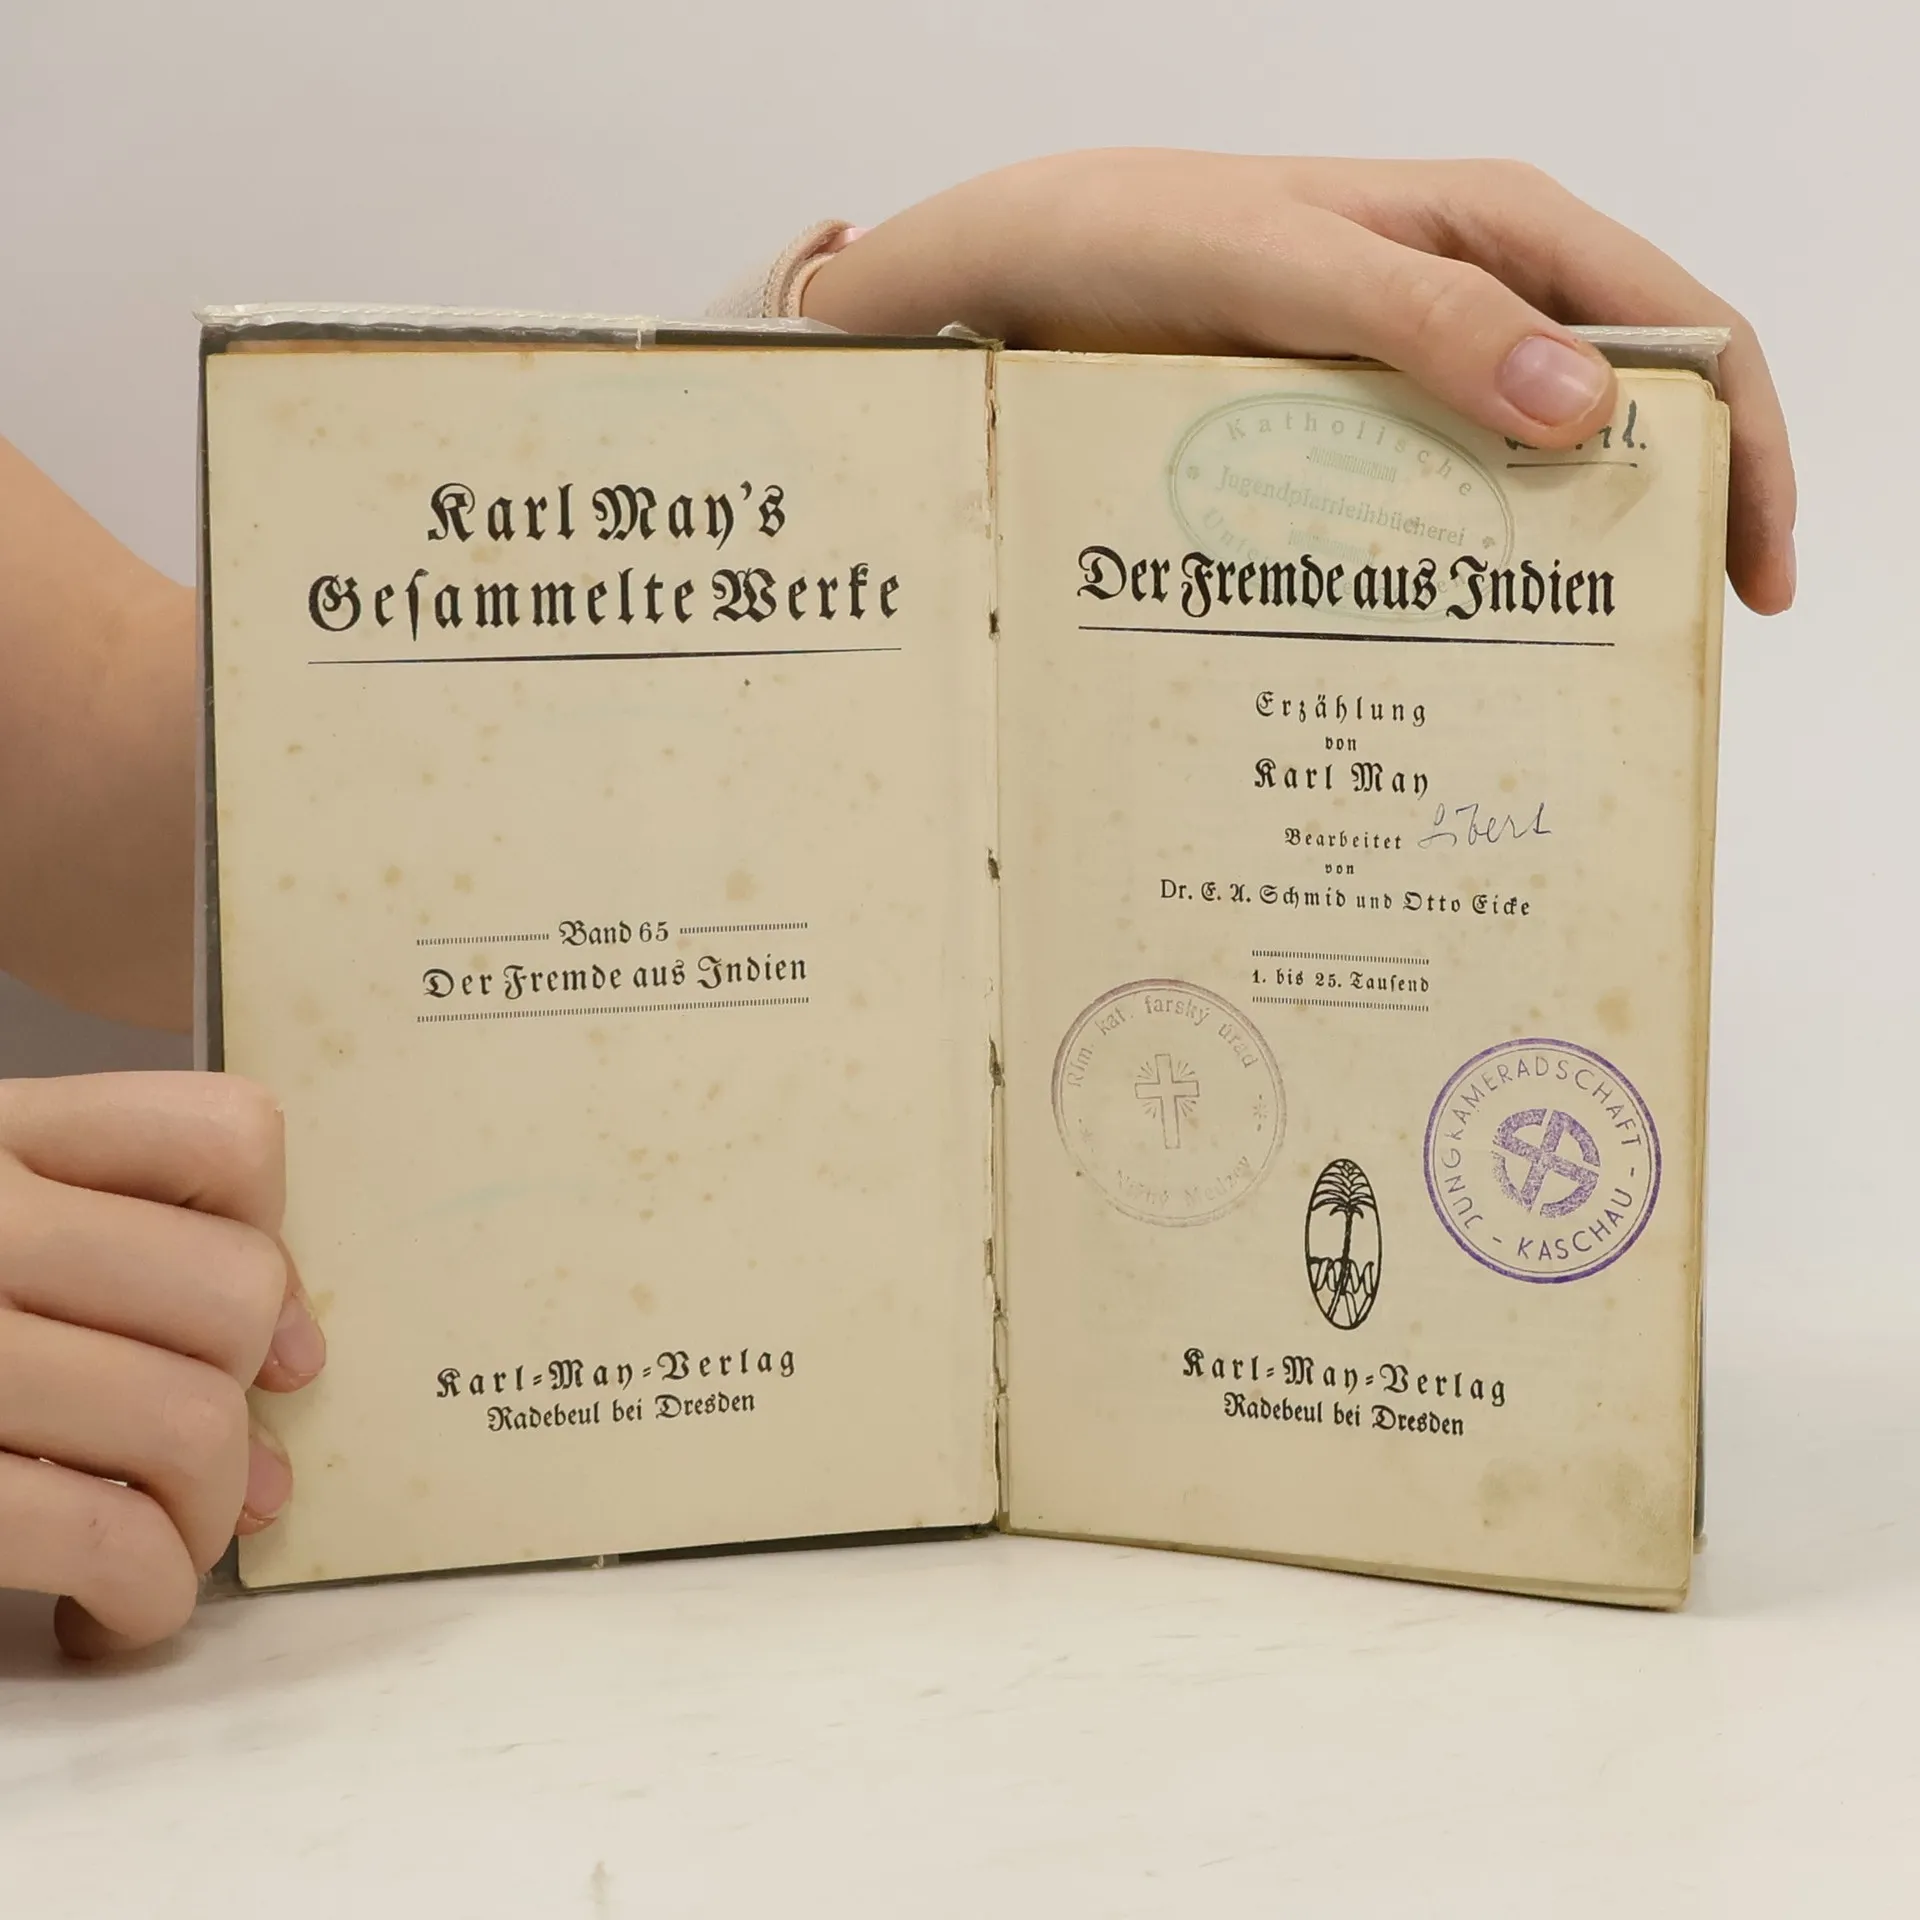 Karl May's
Gesammelte Werke
Band 65
Der Fremde aus Indien
Karl-May-Verlag
Radebeul bei Dresden
Katholische
Jugendpfarrleihbücherei
Der Fremde aus Indien
Erzählung
von
Karl May
Bearbeitet
von
Dr. E. A. Schmid und Otto Eicke
1. bis 25. Tausend
Rím. kat. farský úrad
Medzev
JUNGKAMERADSCHAFT
- KASCHAU -
Karl-May-Verlag
Radebeul bei Dresden